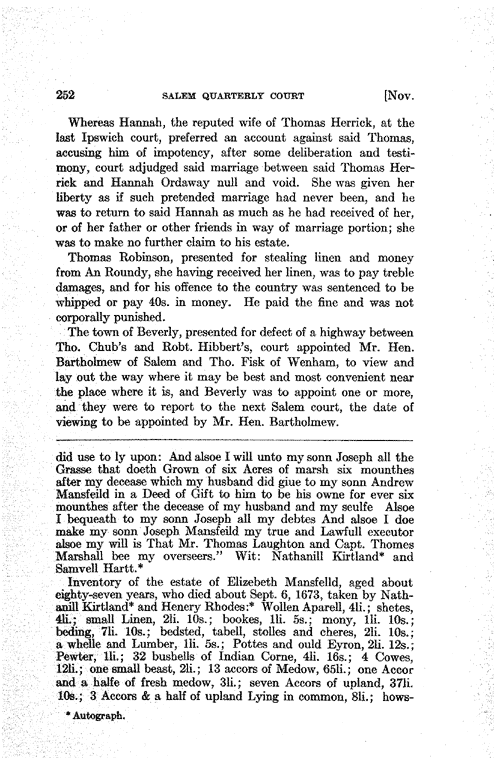 252 SALEM QUARTERLY COURT [Nov.
Whereas Hannah, the reputed wife of Thomas Herrick, at the
last Ipswich court, preferred an account against said Thomas,
accusing him of impotency, after some deliberation and testi-
mony, court adjudged said marriage between said Thomas Her-
rick and Hannah Ordaway null and void. She was given her
liberty as if such pretended marriage had never been, and he
was to return to said Hannah as much as he had received of her,
or of her father or other friends in way of marriage portion; she
was to make no further claim to his estate.
Thomas Robinson, presented for stealing linen and money
from An Roundy, she having received her linen, was to pay treble
damages, and for his offence to the country was sentenced to be
whipped or pay 40s. in money. He paid the fine and was not
corporally punished.
The town of Beverly, presented for defect of a highway between
Tho. Chub's and Robt. Hibbert's, court appointed Mr. Hen.
Bartholmew of Salem and Tho. Fisk of Wenham, to view and
lay out the way where it may be best and most convenient near
the place where it is, and Beverly was to appoint one or more,
and they were to report to the next Salem court, the date of
viewing to be appointed by Mr. Hen. Bartholmew.
did use to ly upon: And alsoe I will unto my sonn Joseph all the
Grasse that doeth Grown of six Acres of marsh six mounthes
after my decease which my husband did giue to my sonn Andrew
Mansfeild in a Deed of Gift to him to be his owne for ever six
mounthes after the decease of my husband and my seulfe Alsoe
I bequeath to my sonn Joseph all my debtes And alsoe I doe
make my sonn Joseph Mansfeild my true and Lawfull executor
alsoe my will is That Mr. Thomas Laughton and Capt. Thomes
Marshall bee my overseers." Wit: Nathanill Kirtland* and
Samvell Hartt.*
Inventory of the estate of Elizebeth Mansfelld, aged about
eighty-seven years, who died about Sept. 6, 1673, taken by Nath-
anill Kirtland* and Henery Rhodes:* Wollen Aparell, 4li.; shetes,
4li.; small Linen, 2li. 10s.; bookes, 1li. 5s.; mony, 1li. 10s.;
beding, 7li. 10s.; bedsted, tabell, stolles and cheres, 2li. 10s.;
a whelle and Lumber, 1li. 5s.; Pottes and ould Eyron, 2li. 12s.;
Pewter, 1li.; 32 bushells of Indian Corne, 4li. 16s.; 4 Cowes,
12li.; one small beast, 2li.; 13 accors of Medow, 65li.; one Accor
and a halfe of fresh medow, 3li.; seven Accors of upland, 37li.
10s.; 3 Accors & a half of upland Lying in common, 8li.; hows-
* Autograph.